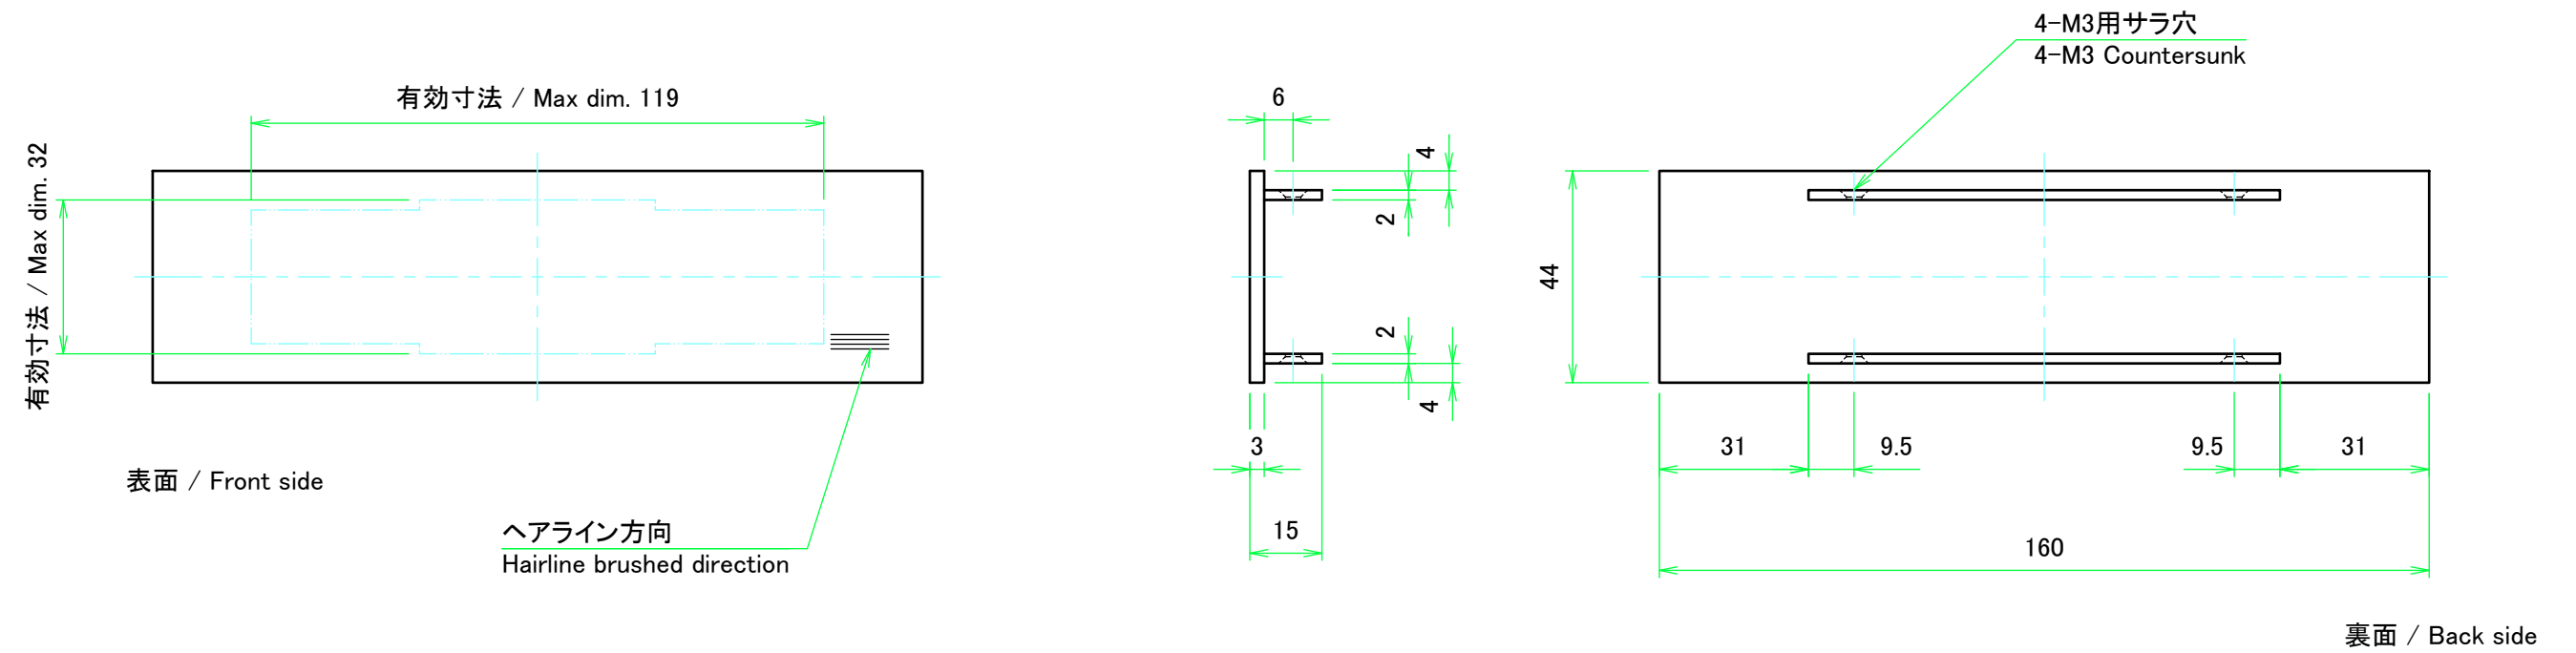 4-M3用サラ穴
4-M3 Countersunk
有効寸法 / Max dim. 119
有効寸法 / Max dim. 32
6
4
2
2
4
3
15
44
31
9.5
9.5
31
160
表面 / Front side
ヘアライン方向
Hairline brushed direction
裏面 / Back side